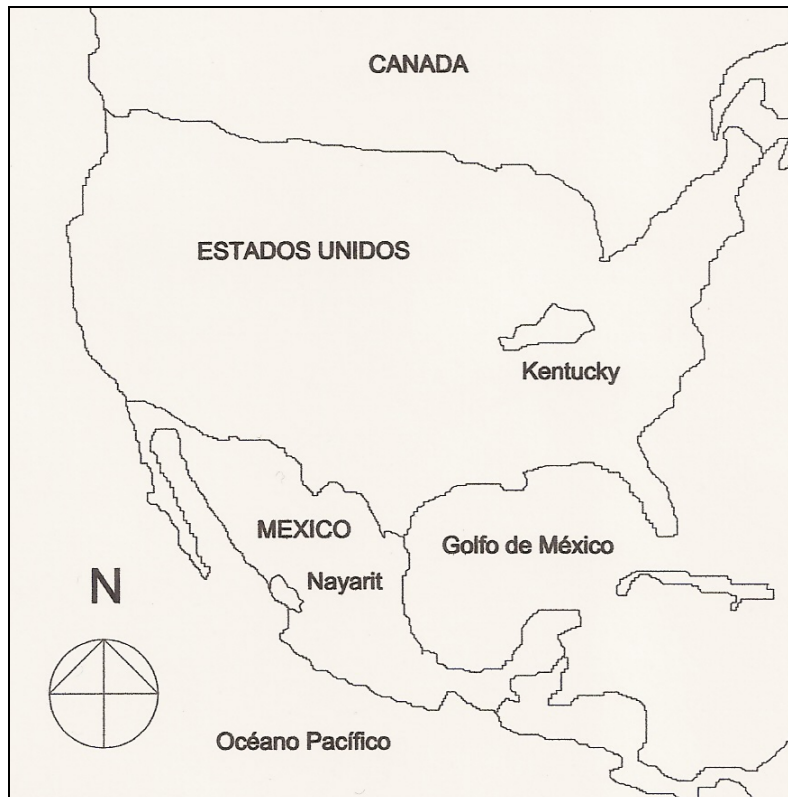 CANADA
ESTADOS UNIDOS
Kentucky
MEXICO
Golfo de México
Nayarit
N
Océano Pacífico